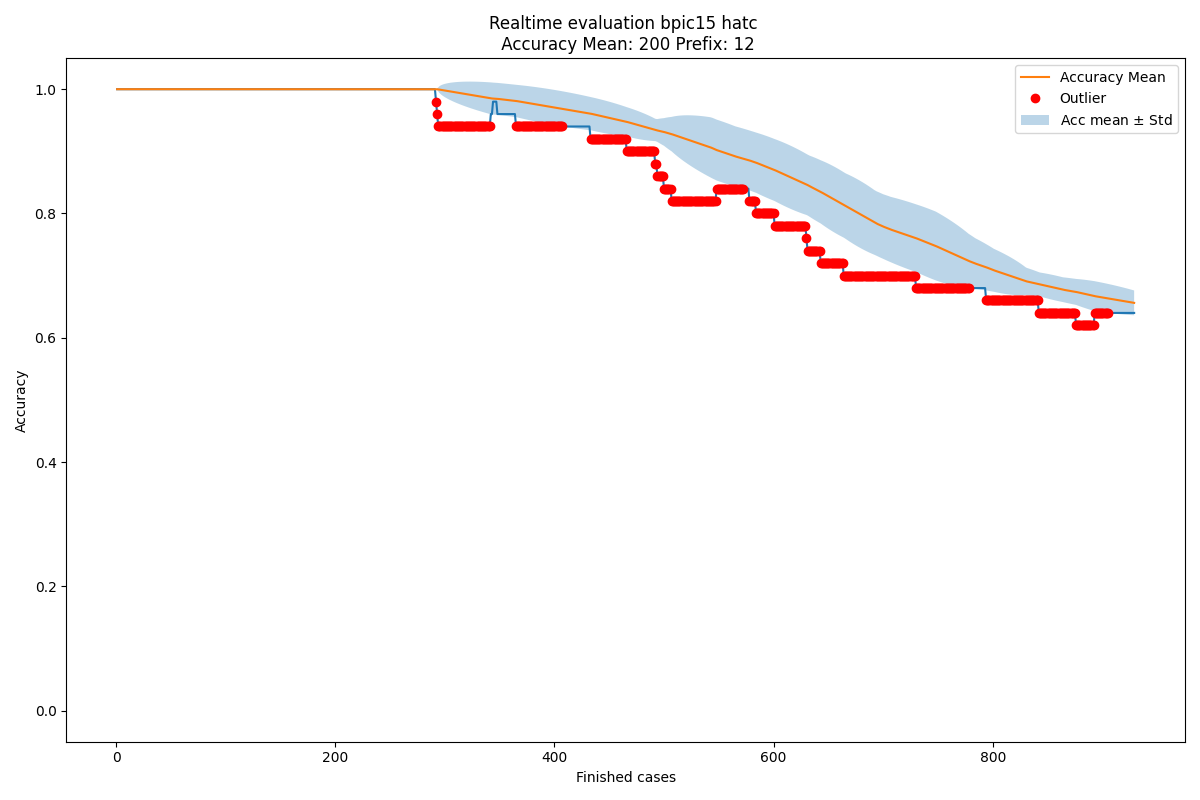 Realtime evaluation bpic15 hatc
Accuracy Mean: 200 Prefix: 12
Accuracy Mean
Outlier
Acc mean ± Std
1.0
0.8
0.6
0.4
0.2
0.0
Accuracy
0
200
400
600
800
Finished cases